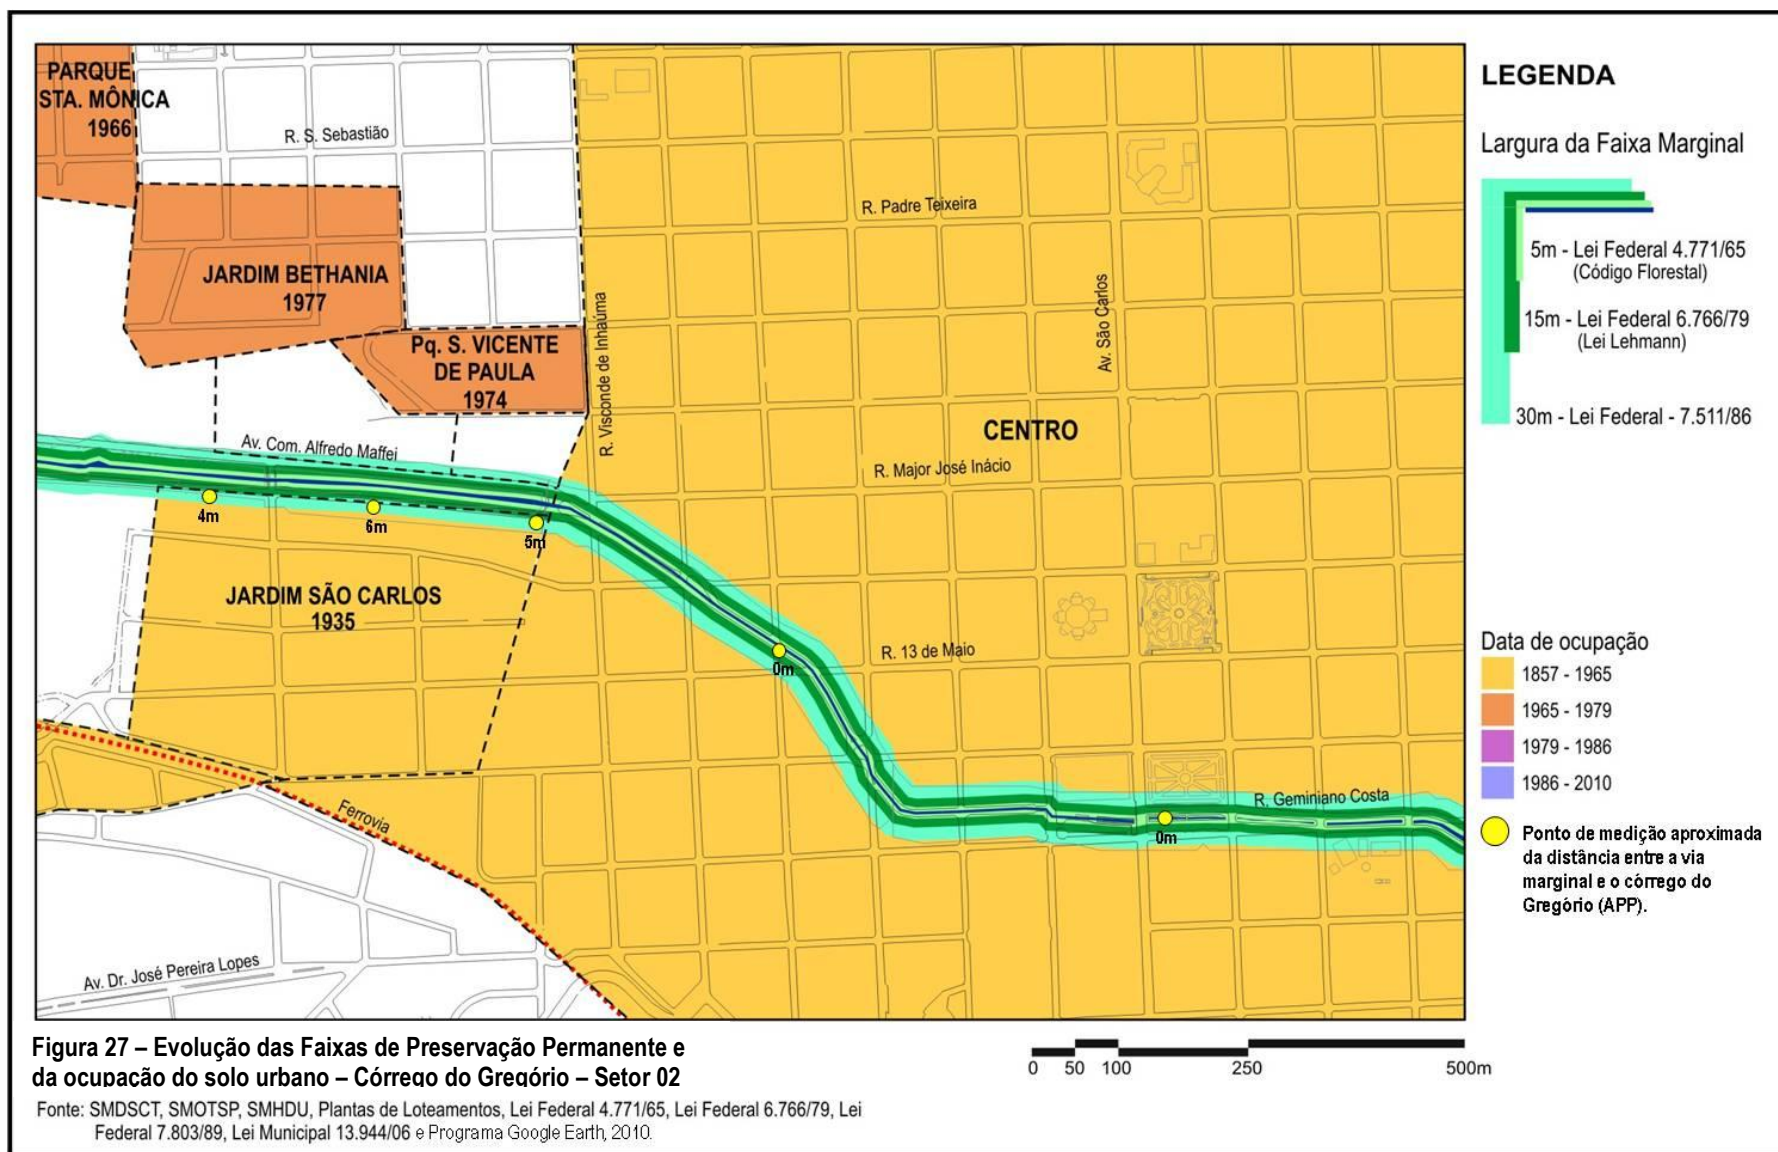 PARQUE
STA. MÔNICA
1966
R. S. Sebastião
R. Padre Teixeira
JARDIM BETHANIA
1977
Pq. S. VICENTE
DE PAULA
1974
R. Visconde de Inhaúma
Av. São Carlos
CENTRO
Av. Com. Alfredo Maffei
R. Major José Inácio
4m
6m
5m
JARDIM SÃO CARLOS
1935
R. 13 de Maio
0m
Ferrovia
R. Geminiano Costa
0m
Av. Dr. José Pereira Lopes
LEGENDA
Largura da Faixa Marginal
5m - Lei Federal 4.771/65
(Código Florestal)
15m - Lei Federal 6.766/79
(Lei Lehmann)
30m - Lei Federal - 7.511/86
Data de ocupação
1857 - 1965
1965 - 1979
1979 - 1986
1986 - 2010
Ponto de medição aproximada
da distância entre a via
marginal e o córrego do
Gregório (APP).
Figura 27 – Evolução das Faixas de Preservação Permanente e
da ocupação do solo urbano – Córrego do Gregório – Setor 02
0 50 100 250 500m
Fonte: SMDSCT, SMOTSP, SMHDU, Plantas de Loteamentos, Lei Federal 4.771/65, Lei Federal 6.766/79, Lei
Federal 7.803/89, Lei Municipal 13.944/06 e Programa Google Earth, 2010.